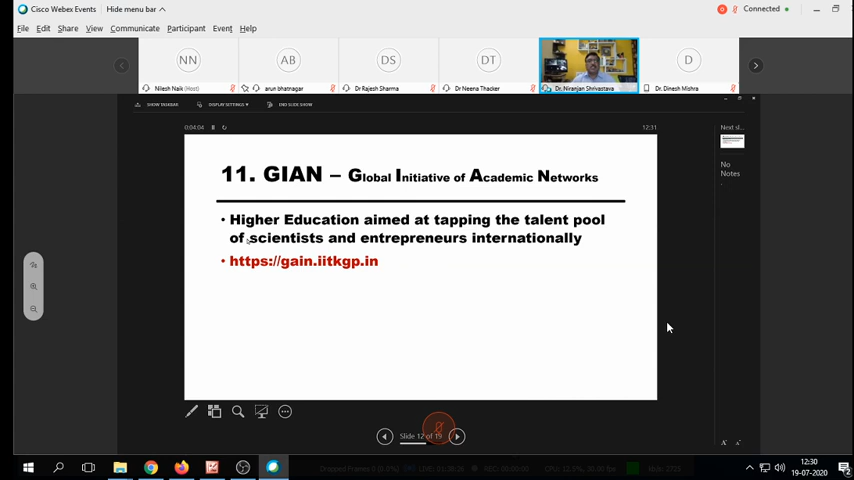 Cisco Webex Events
Hide menu bar
Connected
File Edit Share View Communicate Participant Event Help
NN
AB
DS
DT
D
Nilesh Naik (Host)
arun bhatnagar
Dr Rajesh Sharma
Dr Neena Thacker
Dr. Niranjan Shrivastava
Dr. Dinesh Mishra
SHOW TASKBAR
DISPLAY SETTINGS
END SLIDE SHOW
0:04:04
12:31
Next sl...
11. GIAN – Global Initiative of Academic Networks
No
Notes
.
• Higher Education aimed at tapping the talent pool
of scientists and entrepreneurs internationally
• https://gain.iitkgp.in
Slide 12 of 19
12:30
19-07-2020